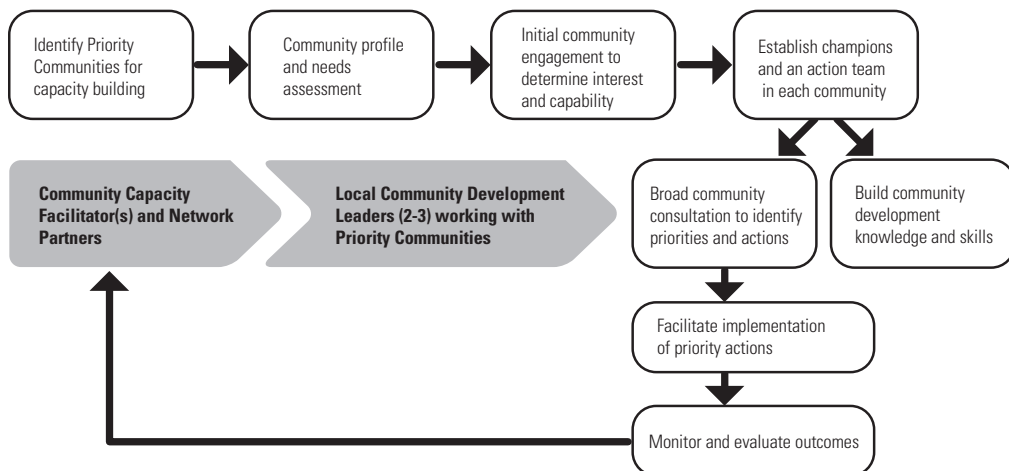 Identify Priority
Communities for
capacity building
Community profile
and needs
assessment
Initial community
engagement to
determine interest
and capability
Establish champions
and an action team
in each community
Community Capacity
Facilitator(s) and Network
Partners
Local Community Development
Leaders (2-3) working with
Priority Communities
Broad community
consultation to identify
priorities and actions
Build community
development
knowledge and skills
Facilitate implementation
of priority actions
Monitor and evaluate outcomes